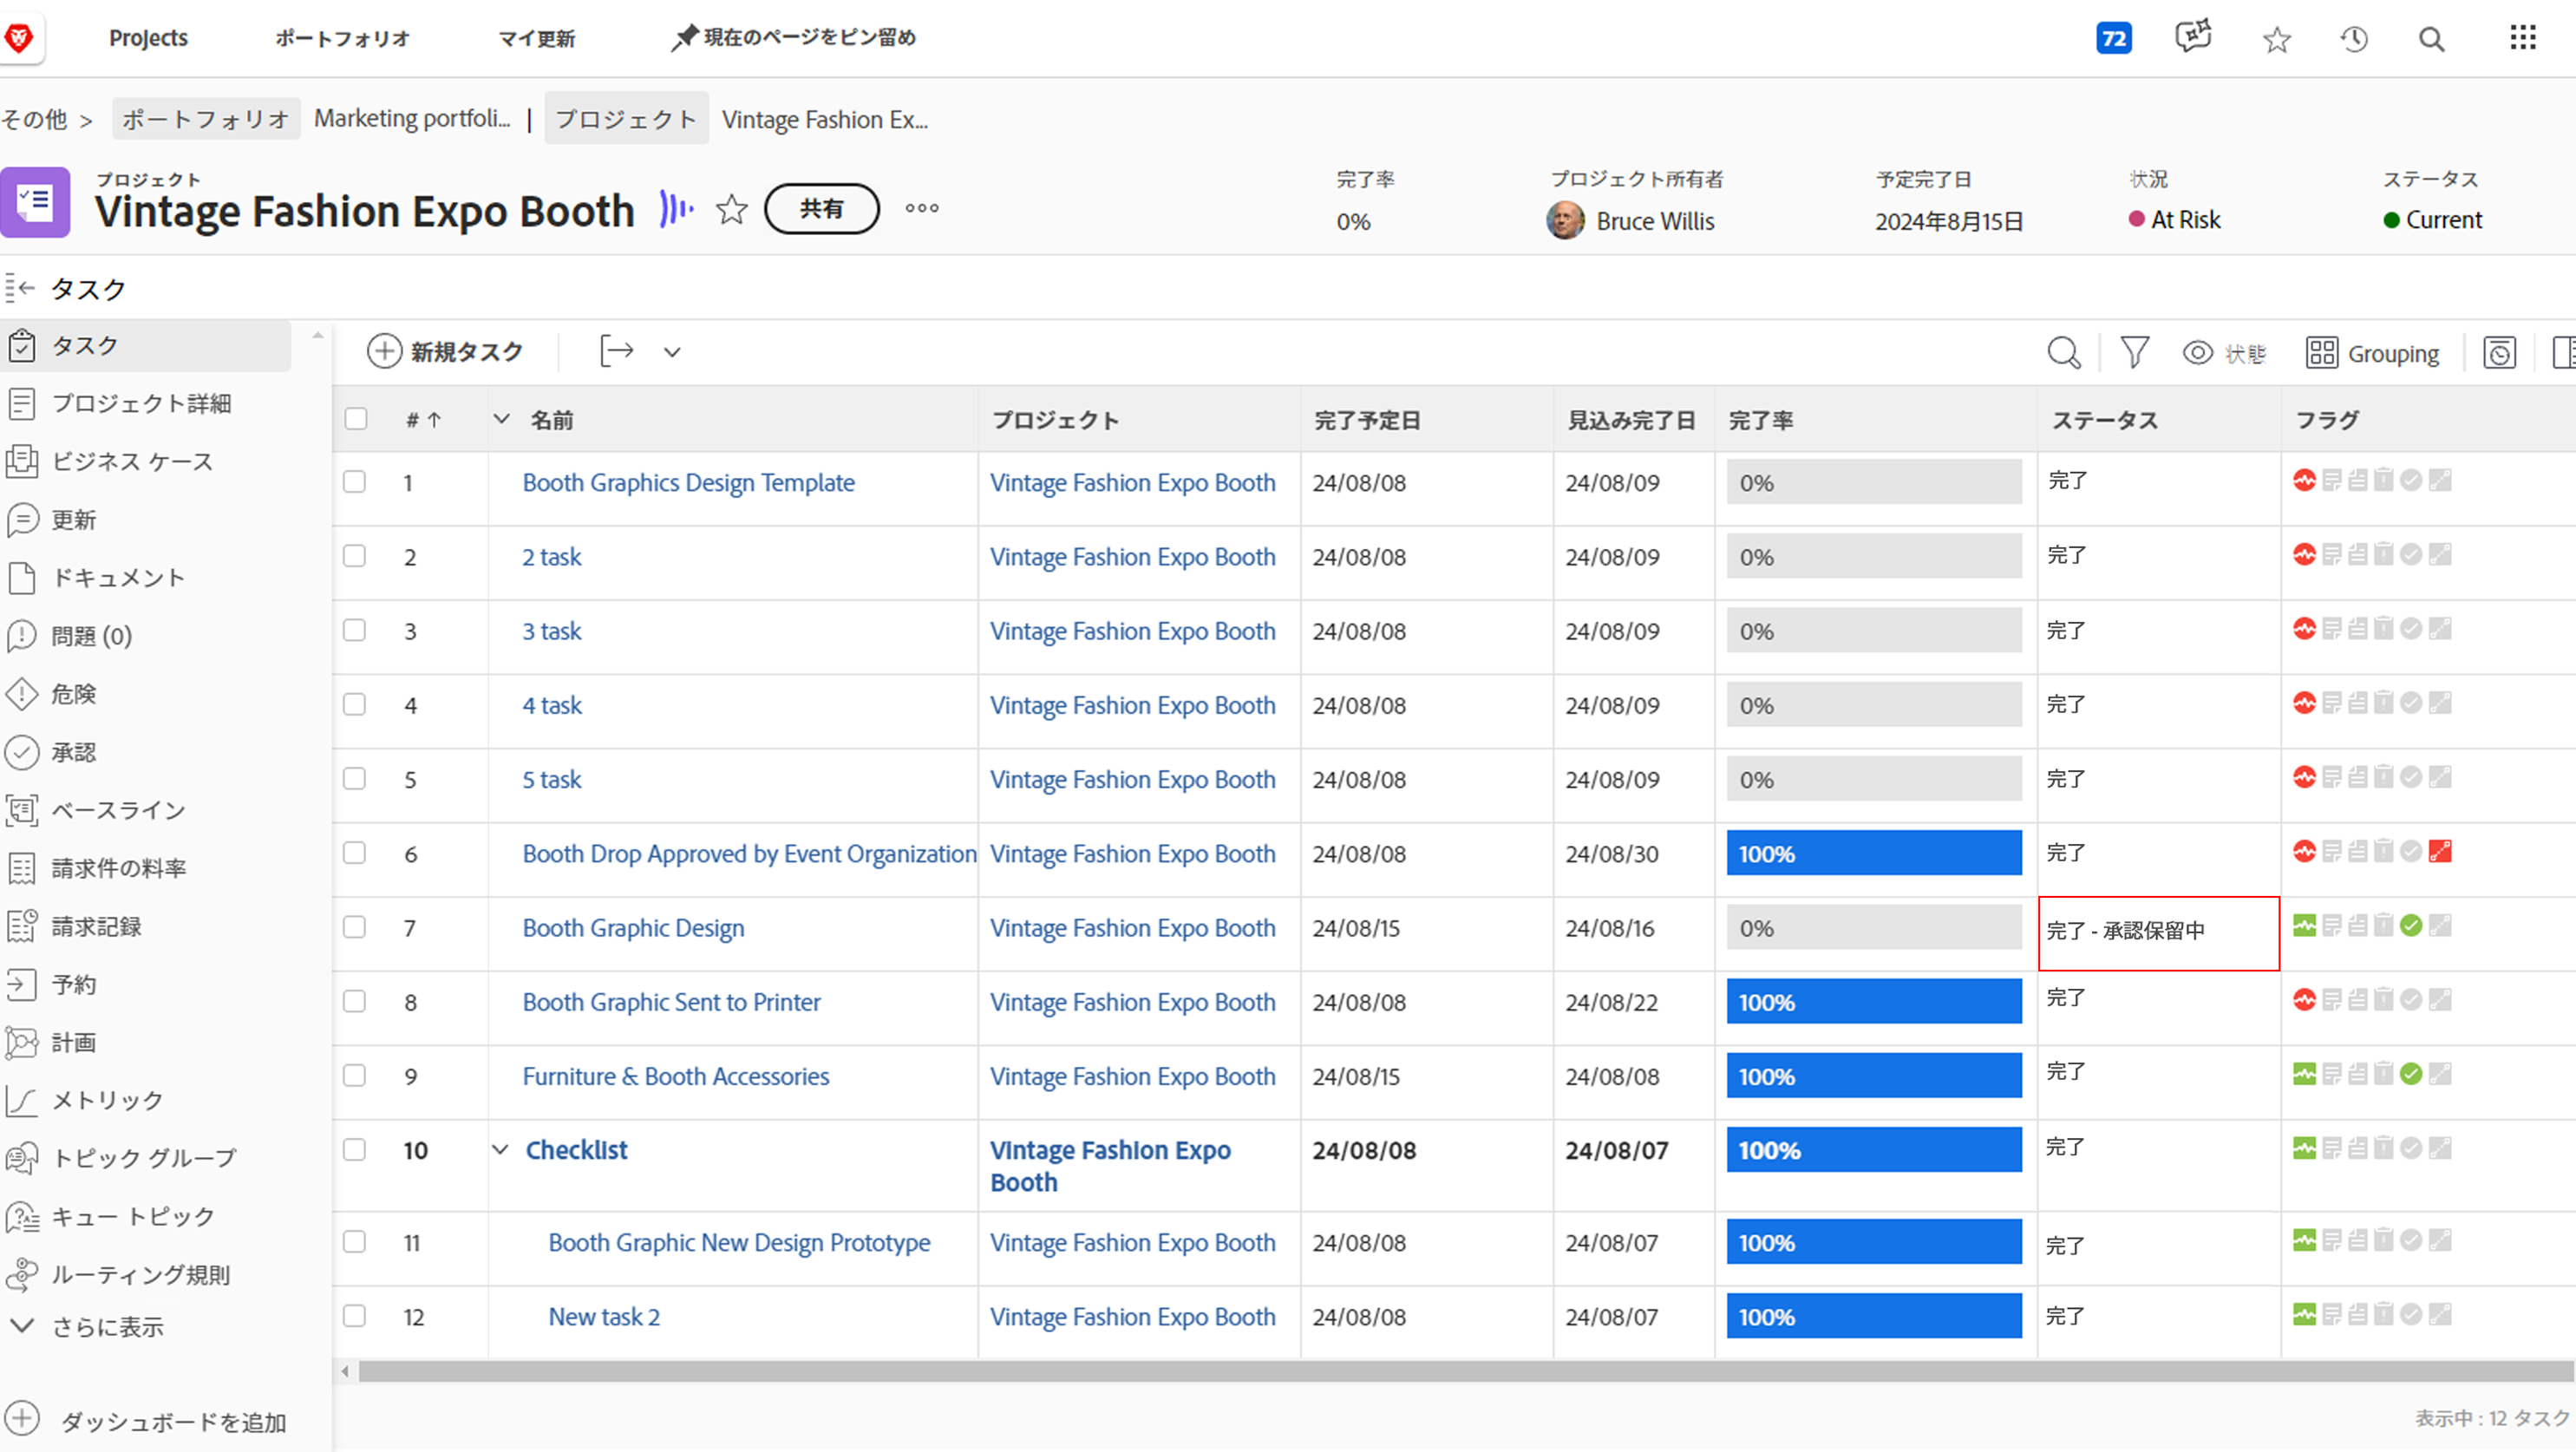 Projects ポートフォリオ マイ更新 現在のページをピン留め 72
その他 > ポートフォリオ Marketing portfoli... | プロジェクト Vintage Fashion Ex...
プロジェクト 完了率 プロジェクト所有者 予定完了日 状況 ステータス
Vintage Fashion Expo Booth 共有 0% Bruce Willis 2024年8月15日 At Risk Current
タスク
タスク
プロジェクト詳細
ビジネス ケース
更新
ドキュメント
問題 (0)
危険
承認
ベースライン
請求件の料率
請求記録
予約
計画
メトリック
トピック グループ
キュー トピック
ルーティング規則
さらに表示
ダッシュボードを追加
新規タスク 状態 Grouping
# ↑ 名前 プロジェクト 完了予定日 見込み完了日 完了率 ステータス フラグ
1 Booth Graphics Design Template Vintage Fashion Expo Booth 24/08/08 24/08/09 0% 完了
2 2 task Vintage Fashion Expo Booth 24/08/08 24/08/09 0% 完了
3 3 task Vintage Fashion Expo Booth 24/08/08 24/08/09 0% 完了
4 4 task Vintage Fashion Expo Booth 24/08/08 24/08/09 0% 完了
5 5 task Vintage Fashion Expo Booth 24/08/08 24/08/09 0% 完了
6 Booth Drop Approved by Event Organization Vintage Fashion Expo Booth 24/08/08 24/08/30 100% 完了
7 Booth Graphic Design Vintage Fashion Expo Booth 24/08/15 24/08/16 0% 完了 - 承認保留中
8 Booth Graphic Sent to Printer Vintage Fashion Expo Booth 24/08/08 24/08/22 100% 完了
9 Furniture & Booth Accessories Vintage Fashion Expo Booth 24/08/15 24/08/08 100% 完了
10 Checklist Vintage Fashion Expo 24/08/08 24/08/07 100% 完了
Booth
11 Booth Graphic New Design Prototype Vintage Fashion Expo Booth 24/08/08 24/08/07 100% 完了
12 New task 2 Vintage Fashion Expo Booth 24/08/08 24/08/07 100% 完了
表示中 : 12 タスク